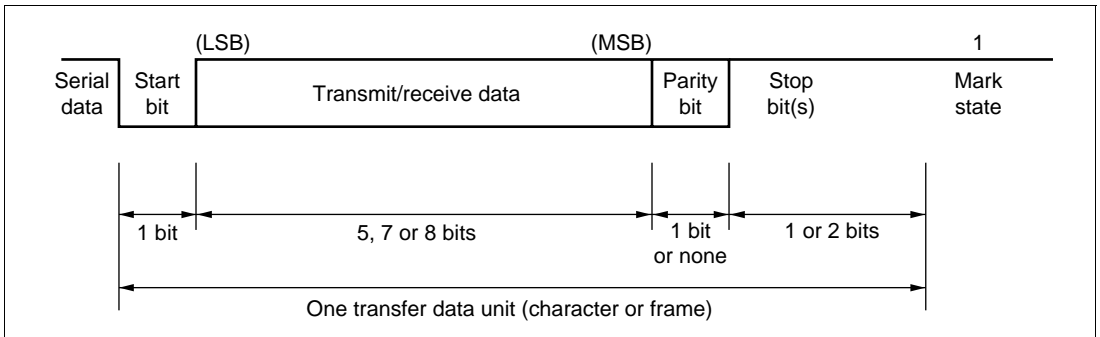 (LSB) (MSB) 1
Serial Start Transmit/receive data Parity Stop Mark
data bit bit bit(s) state
1 bit 5, 7 or 8 bits 1 bit 1 or 2 bits
or none
One transfer data unit (character or frame)